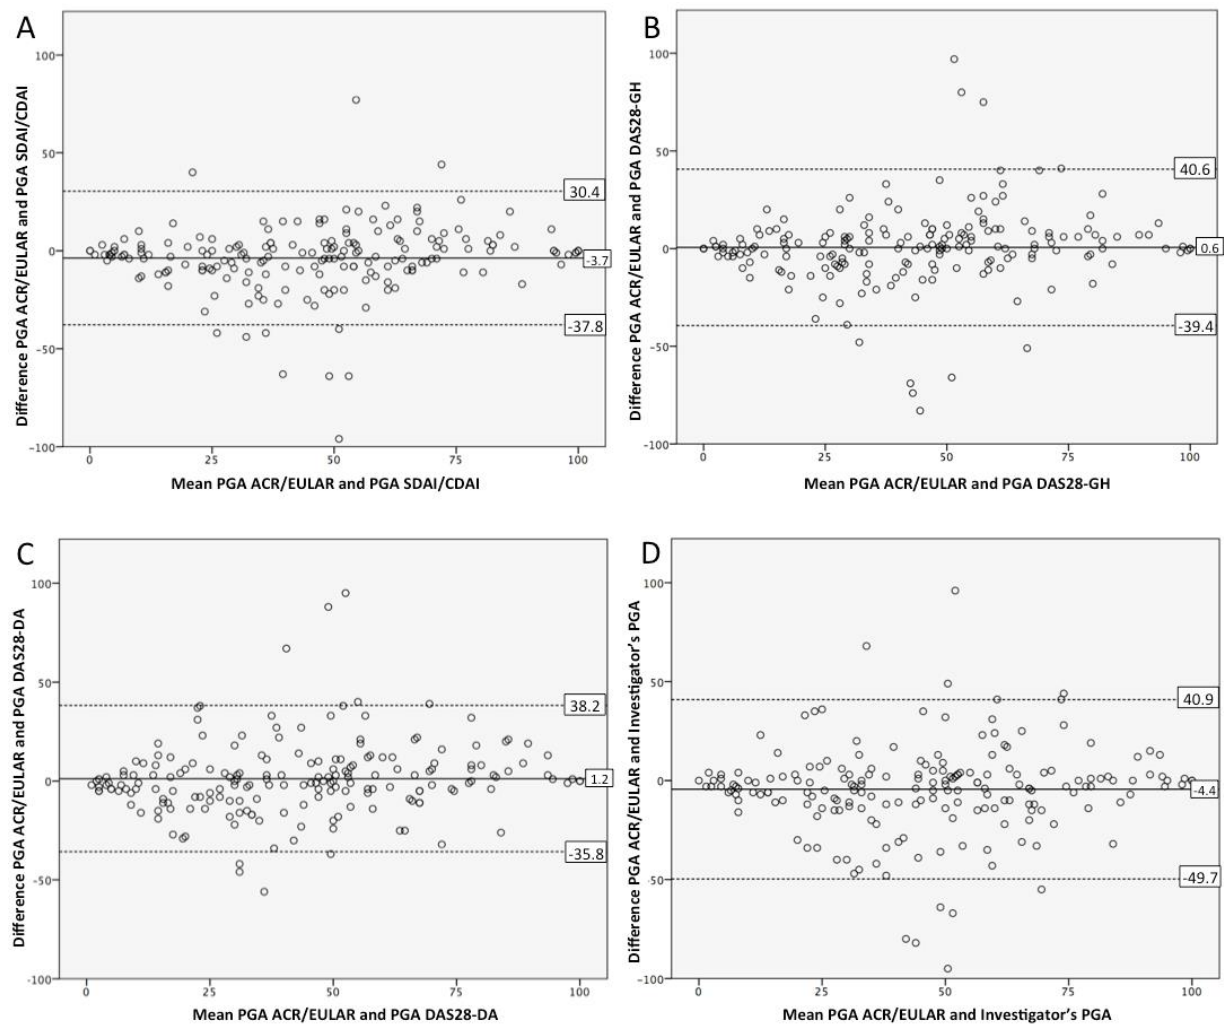 A
Difference PGA ACR/EULAR and PGA SDAI/CDAI
100
50
0
-50
-100
30.4
-3.7
-37.8
0 25 50 75 100
Mean PGA ACR/EULAR and PGA SDAI/CDAI
B
Difference PGA ACR/EULAR and PGA DAS28-GH
100
50
0
-50
-100
40.6
0.6
-39.4
0 25 50 75 100
Mean PGA ACR/EULAR and PGA DAS28-GH
C
Difference PGA ACR/EULAR and PGA DAS28-DA
100
50
0
-50
-100
38.2
1.2
-35.8
0 25 50 75 100
Mean PGA ACR/EULAR and PGA DAS28-DA
D
Difference PGA ACR/EULAR and Investigator's PGA
100
50
0
-50
-100
40.9
-4.4
-49.7
0 25 50 75 100
Mean PGA ACR/EULAR and Investigator's PGA